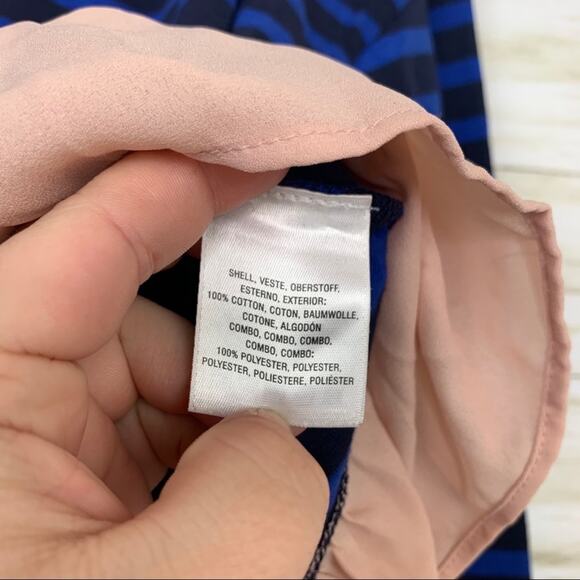 SHELL, VESTE, OBERSTOFF,
ESTERNO, EXTERIOR:
100% COTTON, COTON, BAUMWOLLE,
COTONE, ALGODÓN
COMBO, COMBO, COMBO,
COMBO, COMBO:
100% POLYESTER, POLYESTER,
POLYESTER, POLIESTERE, POLIÉSTER